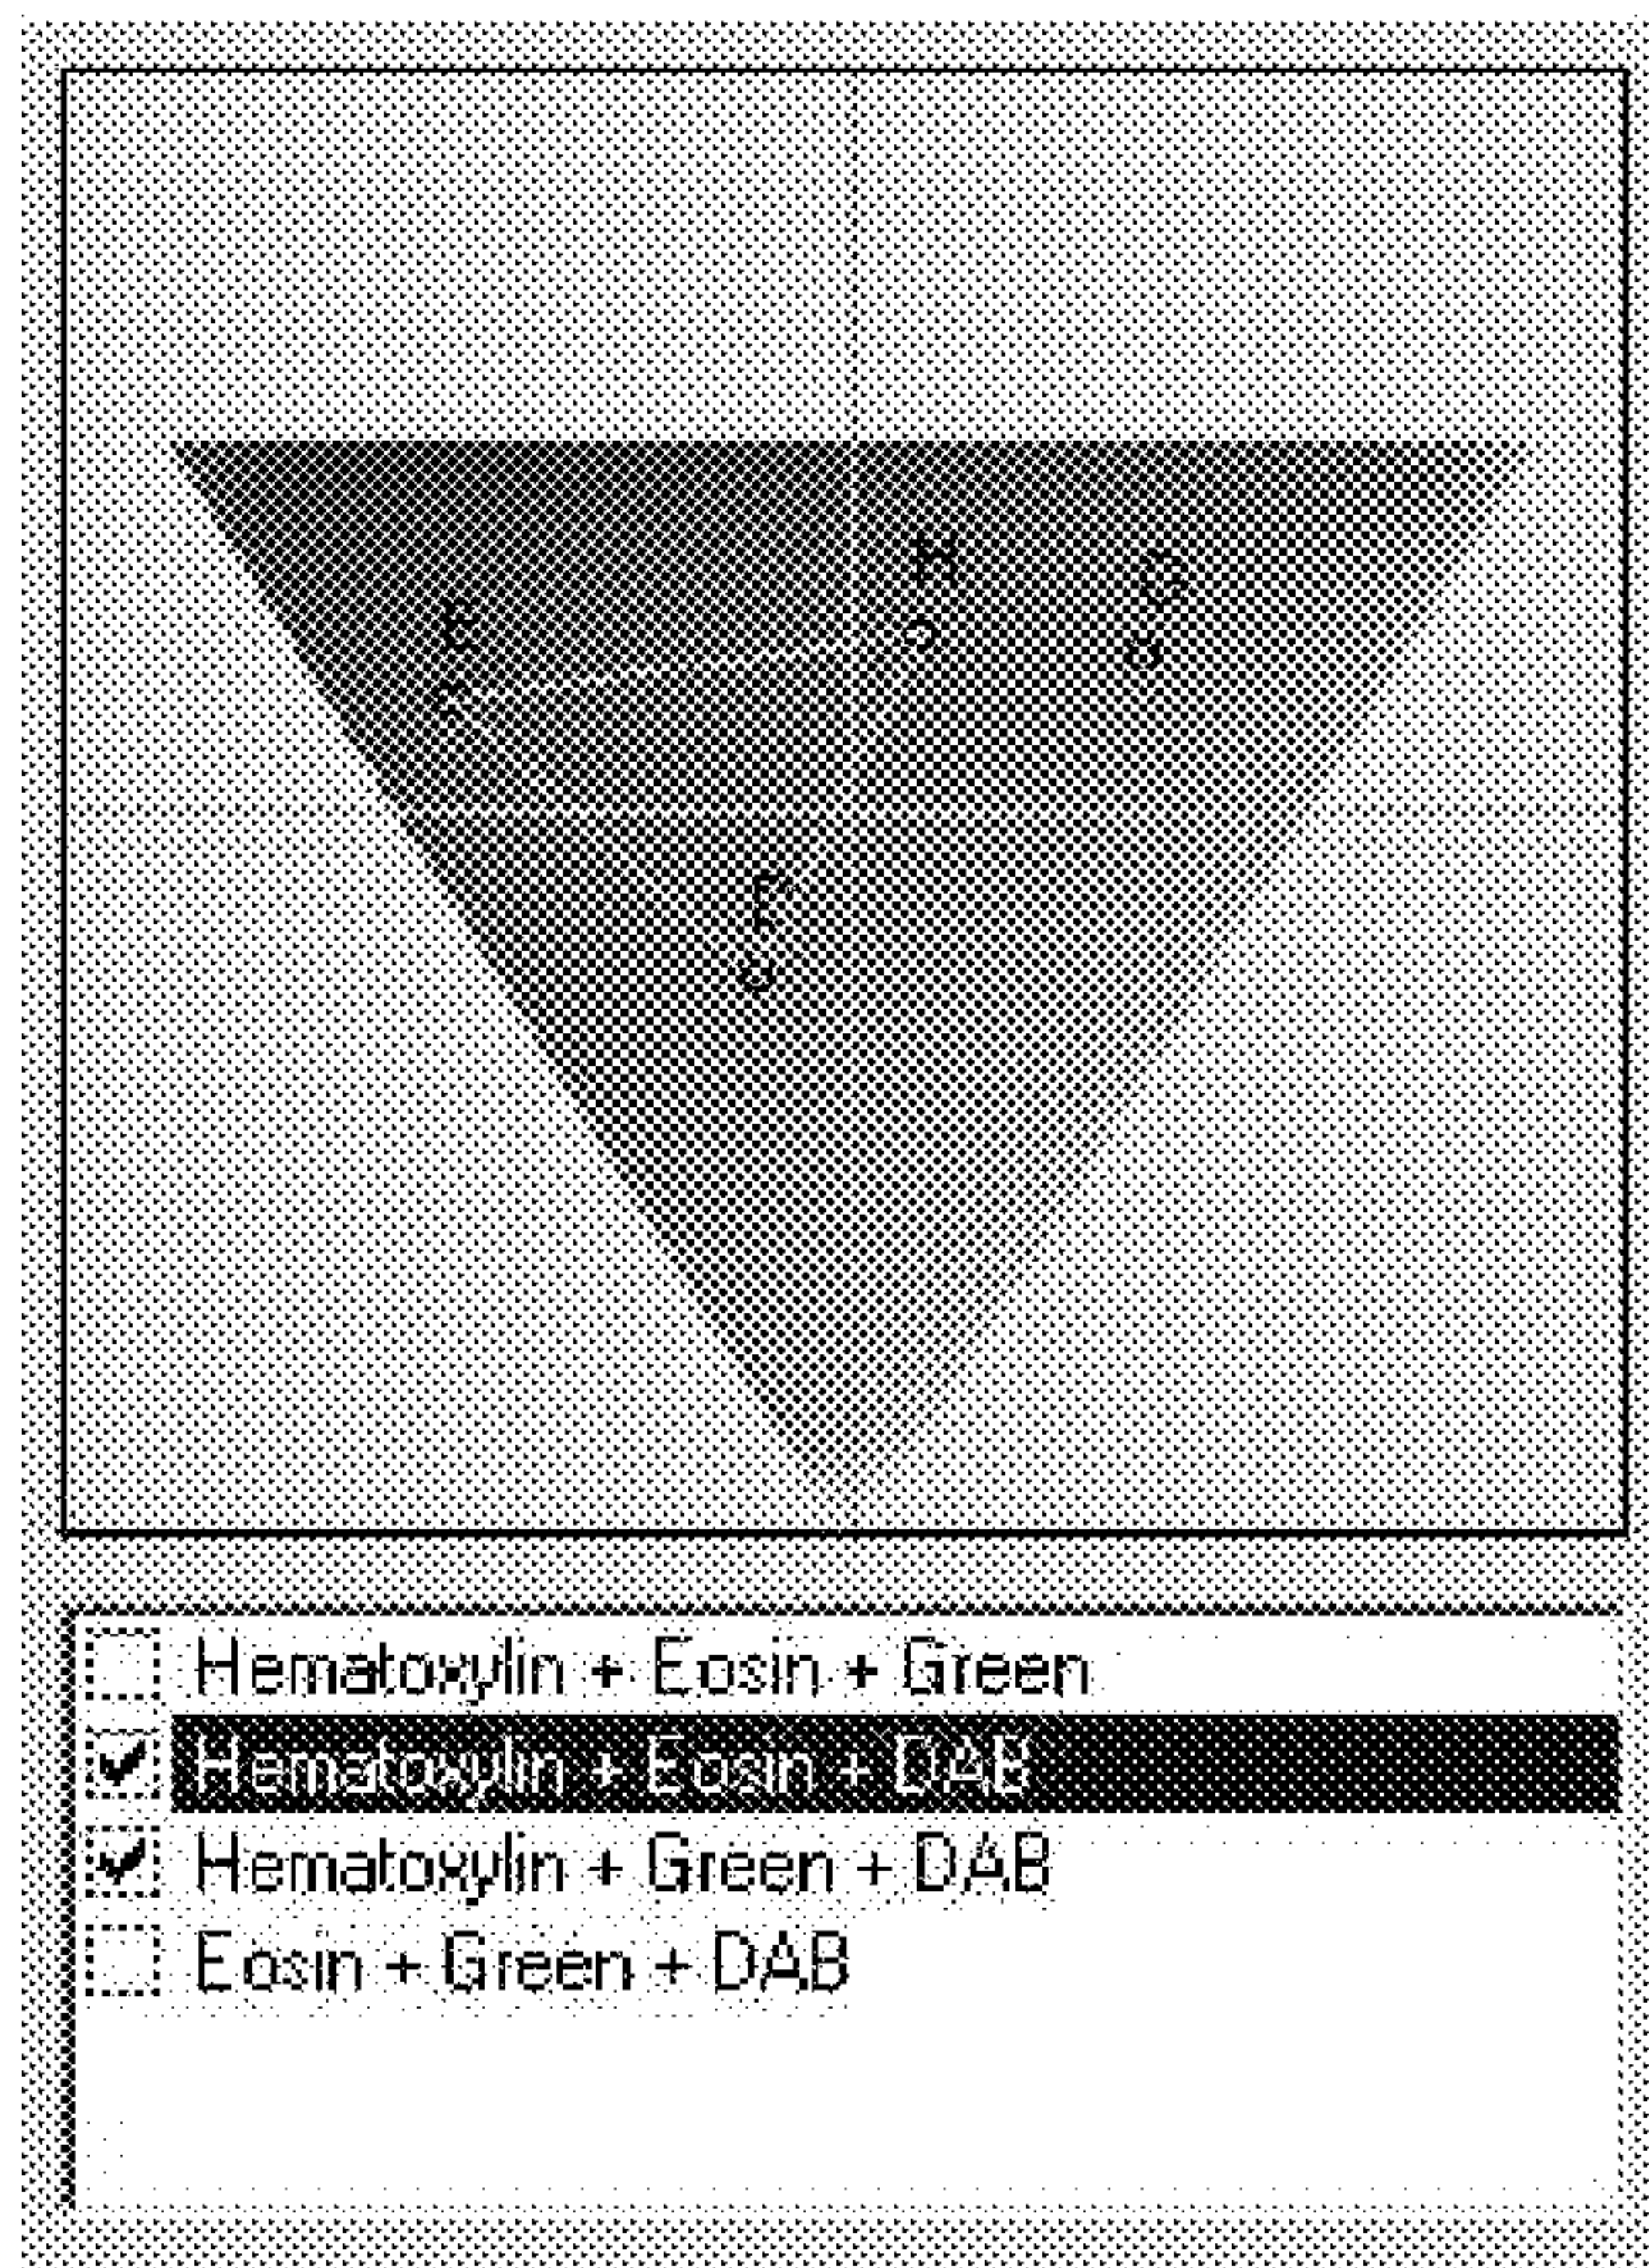 H
E
Hematoxylin + Eosin + Green
Hematoxylin + Eosin + DAB
Hematoxylin + Green + DAB
Eosin + Green + DAB